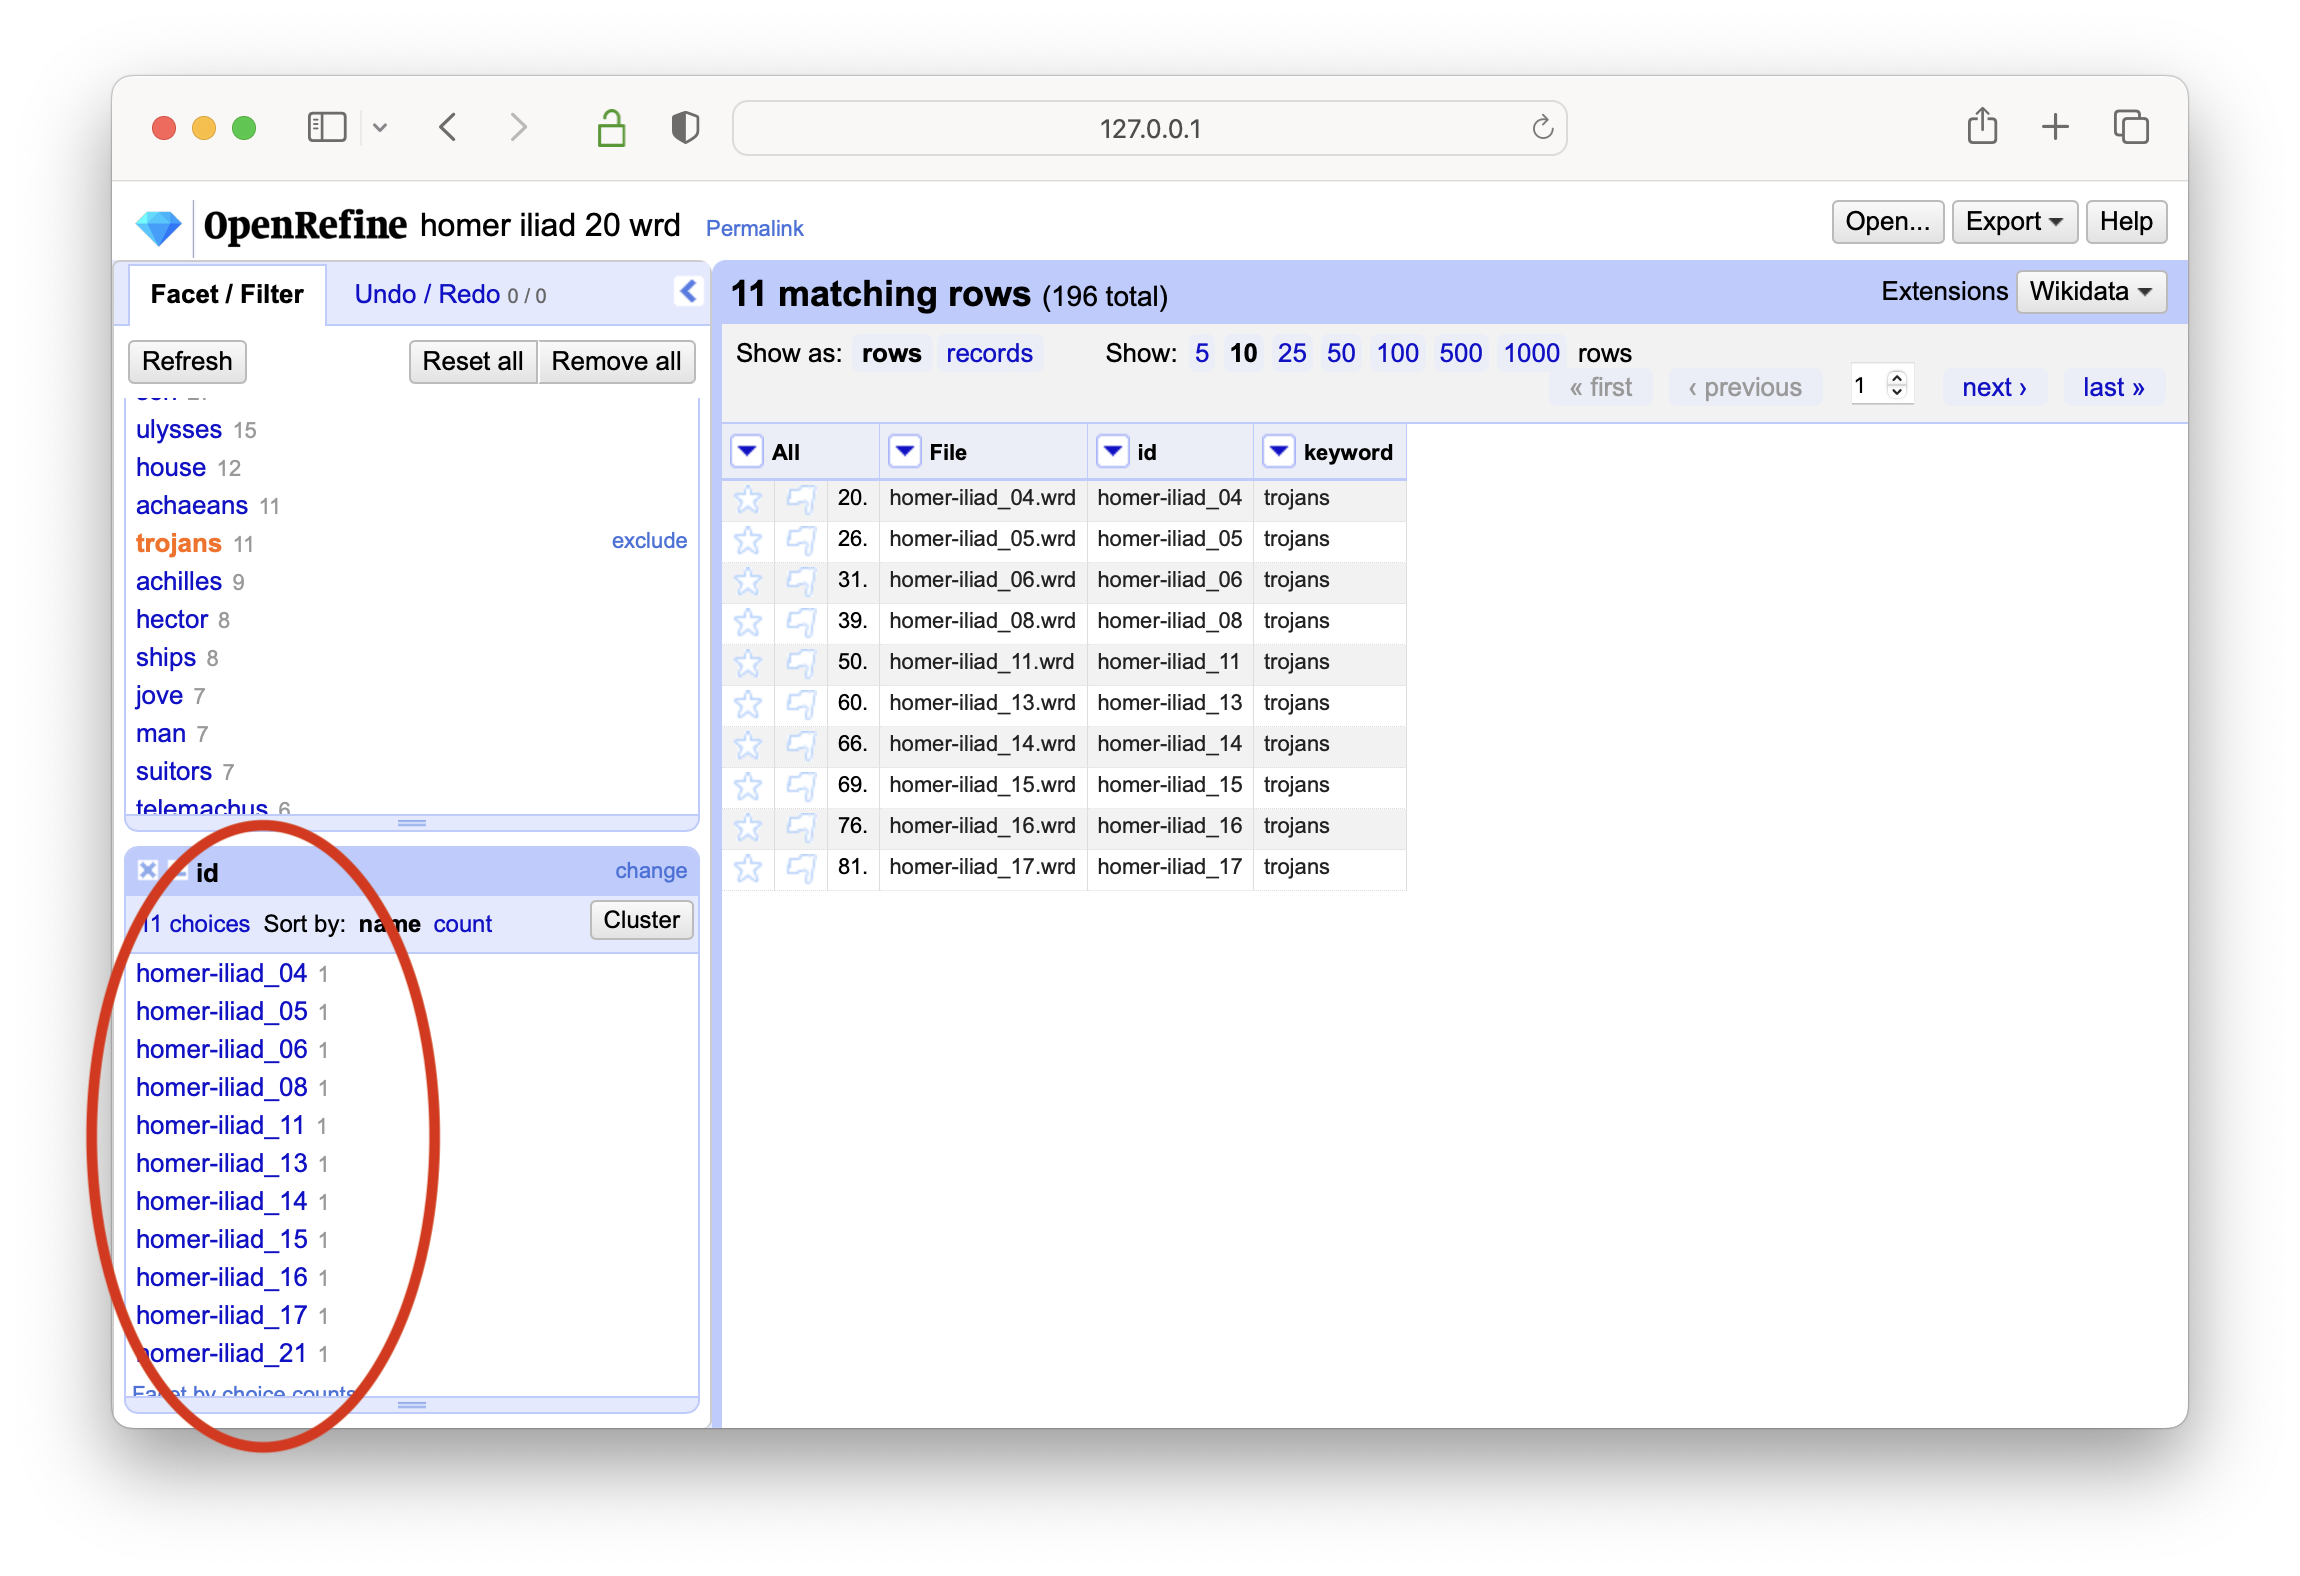 127.0.0.1
OpenRefine homer iliad 20 wrd Permalink
Open... Export Help
Facet / Filter Undo / Redo 0 / 0
Refresh Reset all Remove all
ulysses 15
house 12
achaeans 11
trojans 11 exclude
achilles 9
hector 8
ships 8
jove 7
man 7
suitors 7
telemachus 6
id change
11 choices Sort by: name count Cluster
homer-iliad_04 1
homer-iliad_05 1
homer-iliad_06 1
homer-iliad_08 1
homer-iliad_11 1
homer-iliad_13 1
homer-iliad_14 1
homer-iliad_15 1
homer-iliad_16 1
homer-iliad_17 1
homer-iliad_21 1
Facet by choice counts
11 matching rows (196 total)
Extensions Wikidata
Show as: rows records Show: 5 10 25 50 100 500 1000 rows
« first ‹ previous 1 next › last »
All File id keyword
20. homer-iliad_04.wrd homer-iliad_04 trojans
26. homer-iliad_05.wrd homer-iliad_05 trojans
31. homer-iliad_06.wrd homer-iliad_06 trojans
39. homer-iliad_08.wrd homer-iliad_08 trojans
50. homer-iliad_11.wrd homer-iliad_11 trojans
60. homer-iliad_13.wrd homer-iliad_13 trojans
66. homer-iliad_14.wrd homer-iliad_14 trojans
69. homer-iliad_15.wrd homer-iliad_15 trojans
76. homer-iliad_16.wrd homer-iliad_16 trojans
81. homer-iliad_17.wrd homer-iliad_17 trojans